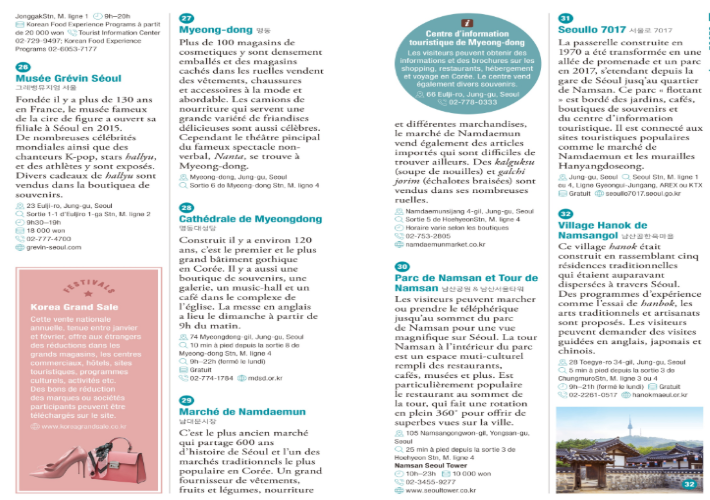 JonggakStn, M. ligne 1 9h–20h
Korean Food Experience Programs à partit
de 20 000 won Tourist Information Center
02-729-9497; Korean Food Experience
Programs 02-6053-7177
26
Musée Grévin Séoul
그레뱅뮤지엄 서울
Fondée il y a plus de 130 ans
en France, le musée fameux
de la cire de figure a ouvert sa
filiale à Séoul en 2015.
De nombreuses célébrités
mondiales ainsi que des
chanteurs K-pop, stars hallyu,
et des athlètes y sont exposés.
Divers cadeaux de hallyu sont
vendus dans la boutique de
souvenirs.
23 Eulji-ro, Jung-gu, Seoul
Sortie 1-1 d'Euljiro 1-ga Stn, M. ligne 2
9h30–19h
18 000 won
02-777-4700
grevin-seoul.com
FESTIVALS
Korea Grand Sale
Cette vente nationale
annuelle, tenue entre janvier
et février, offre aux étrangers
des réductions dans les
grands magasins, les centres
commerciaux, hôtels, sites
touristiques, programmes
culturels, activités etc.
Des bons de réduction
des marques ou sociétés
participants peuvent être
téléchargés sur le site.
www.koreagrandsale.co.kr
27
Myeong-dong 명동
Plus de 100 magasins de
cosmetiques y sont densement
emballés et des magasins
cachés dans les ruelles vendent
des vêtements, chaussures
et accessoires à la mode et
abordable. Les camions de
nourriture qui servent une
grande variété de friandises
délicieuses sont aussi célèbres.
Cependant le théatre pincipal
du fameux spectacle non-
verbal, Nanta, se trouve à
Myeong-dong.
Myeong-dong, Jung-gu, Seoul
Sortie 6 de Myeong-dong Stn, M. ligne 4
28
Cathédrale de Myeongdong
명동대성당
Construit il y a environ 120
ans, c'est le premier et le plus
grand bâtiment gothique
en Corée. Il y a aussi une
boutique de souvenirs, une
galerie, un music-hall et un
café dans le complexe de
l'église. La messe en anglais
a lieu le dimanche à partir de
9h du matin.
74 Myeongdong-gil, Jung-gu, Seoul
10 min à pied depuis la sortie 8 de
Myeong-dong Stn, M. ligne 4
9h–22h (fermé le lundi)
Gratuit
02-774-1784 mdsd.or.kr
29
Marché de Namdaemun
남대문시장
C'est le plus ancien marché
qui partage 600 ans
d'histoire de Séoul et l'un des
marchés traditionnels le plus
populaire en Corée. Un grand
fournisseur de vêtements,
fruits et légumes, nourriture
Centre d'information
touristique de Myeong-dong
Les visiteurs peuvent obtenir des
informations et des brochures sur les
shopping, restaurants, hébergement
et voyage en Corée. Le centre vend
également divers souvenirs.
66 Eulji-ro, Jung-gu, Seoul
02-778-0333
et différentes marchandises,
le marché de Namdaemun
vend également des articles
importés qui sont difficiles de
trouver ailleurs. Des kalguksu
(soupe de nouilles) et galchi
jorim (échalotes braisées) sont
vendus dans ses nombreuses
ruelles.
Namdaemunsijang 4-gil, Jung-gu, Seoul
Sortie 5 de HoehyeonStn, M. ligne 4
Horaire varie selon les boutiques
02-753-2805
namdaemunmarket.co.kr
30
Parc de Namsan et Tour de
Namsan 남산공원 & 남산서울타워
Les visiteurs peuvent marcher
ou prendre le téléphérique
jusqu'au sommet du parc
de Namsan pour une vue
magnifique sur Séoul. La tour
Namsan à l'intérieur du parc
est un espace muti-culturel
rempli des restaurants,
cafés, musées et plus. Est
particulièrement populaire
le restaurant au sommet de
la tour, qui fait une rotation
en plein 360° pour offrir de
superbes vues sur la ville.
105 Namsangongwon-gil, Yongsan-gu,
Seoul
25 min à pied depuis la sortie 3 de
Hoehyeon Stn, M. ligne 4
Namsan Seoul Tower
10h–23h 10 000 won
02-3455-9277
www.seoultower.co.kr
31
Seoullo 7017 서울로 7017
La passerelle construite en
1970 a été transformée en une
allée de promenade et un parc
en 2017, s'etendant depuis la
gare de Séoul jusqu'au quartier
de Namsan. Ce parc « flottant
» est bordé des jardins, cafés,
boutiques de souvenirs et
du centre d'information
touristique. Il est connecté aux
sites touristiques populaires
comme le marché de
Namdaemun et les murailles
Hanyangdoseong.
Jung-gu, Seoul Seoul Stn, M. ligne 1
ou 4, Ligne Gyeongui-Jungang, AREX ou KTX
Gratuit seoullo7017.seoul.go.kr
32
Village Hanok de
Namsangol 남산골한옥마을
Ce village hanok était
construit en rassemblant cinq
résidences traditionnelles
qui étaient auparavant
dispersées à travers Séoul.
Des programmes d'expérience
comme l'essai de hanbok, les
arts traditionnels et artisanats
sont proposés. Les visiteurs
peuvent demander des visites
guidées en anglais, japonais et
chinois.
28 Toegye-ro 34-gil, Jung-gu, Seoul
5 min à pied depuis la sortie 3 de
ChungmuroStn, M. ligne 3 ou 4
9h–21h (fermé le lundi) Gratuit
02-2261-0517 hanokmaeul.or.kr
32